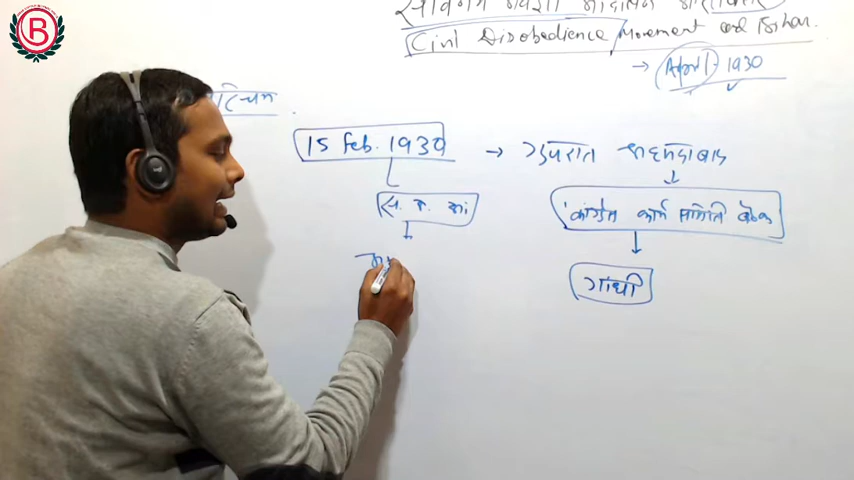 सविनय अवज्ञा आंदोलन
Civil Disobedience Movement and Bihar.
→ April - 1930
15 Feb. 1930 → गुजरात अहमदाबाद
स. अ. आं
कांग्रेस कार्य समिति बैठक
गांधी
B